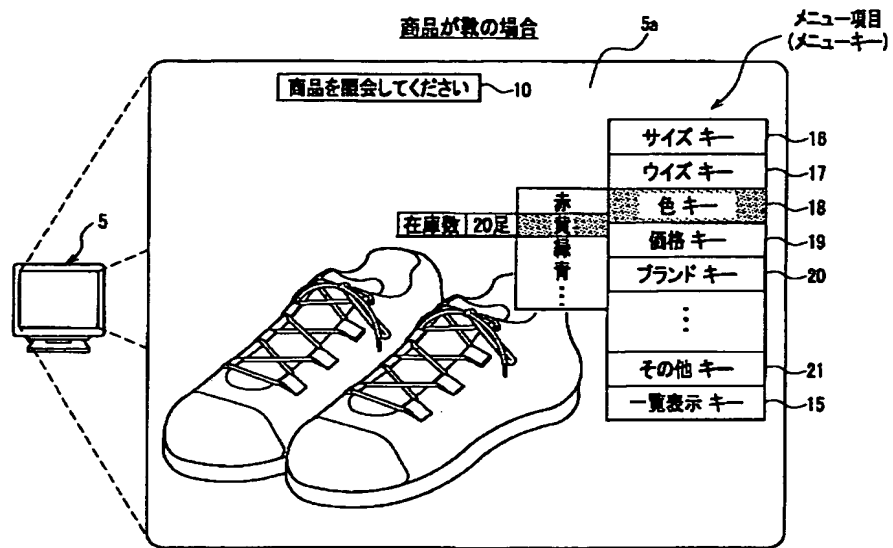 商品が靴の場合
5a
メニュー項目
(メニューキー)
商品を照会してください
10
サイズ キー
16
ウイズ キー
17
赤
色 キー
18
在庫数
20足
黄
価格 キー
19
緑
ブランド キー
20
青
⋮
⋮
その他 キー
21
一覧表示 キー
15
5